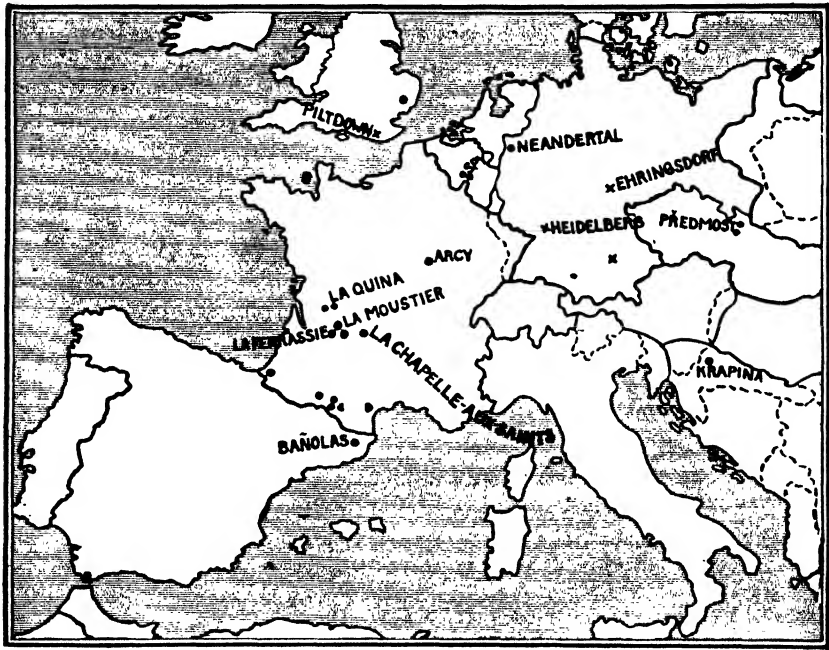 PILTDOWN
NEANDERTAL
EHRINGSDORF
HEIDELBERG
PŘEDMOST
ARCY
LA QUINA
LA MOUSTIER
LA FERRASSIE
LA CHAPELLE-AUX-SAINTS
KRAPINA
BAÑOLAS